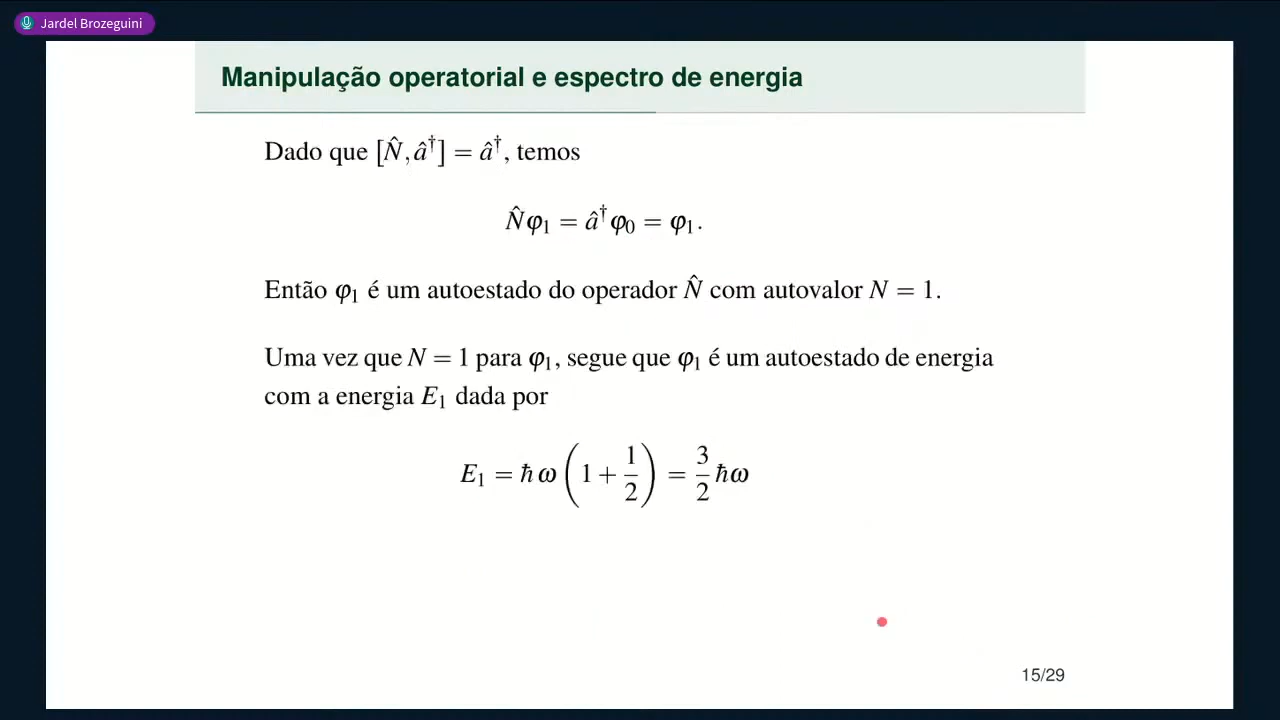 Jardel Brozeguini
Manipulação operatorial e espectro de energia
Dado que [N̂, â†] = â†, temos
N̂φ₁ = â†φ₀ = φ₁.
Então φ₁ é um autoestado do operador N̂ com autovalor N = 1.
Uma vez que N = 1 para φ₁, segue que φ₁ é um autoestado de energia
com a energia E₁ dada por
E₁ = ħω(1 + 1/2) = 3/2 ħω
15/29